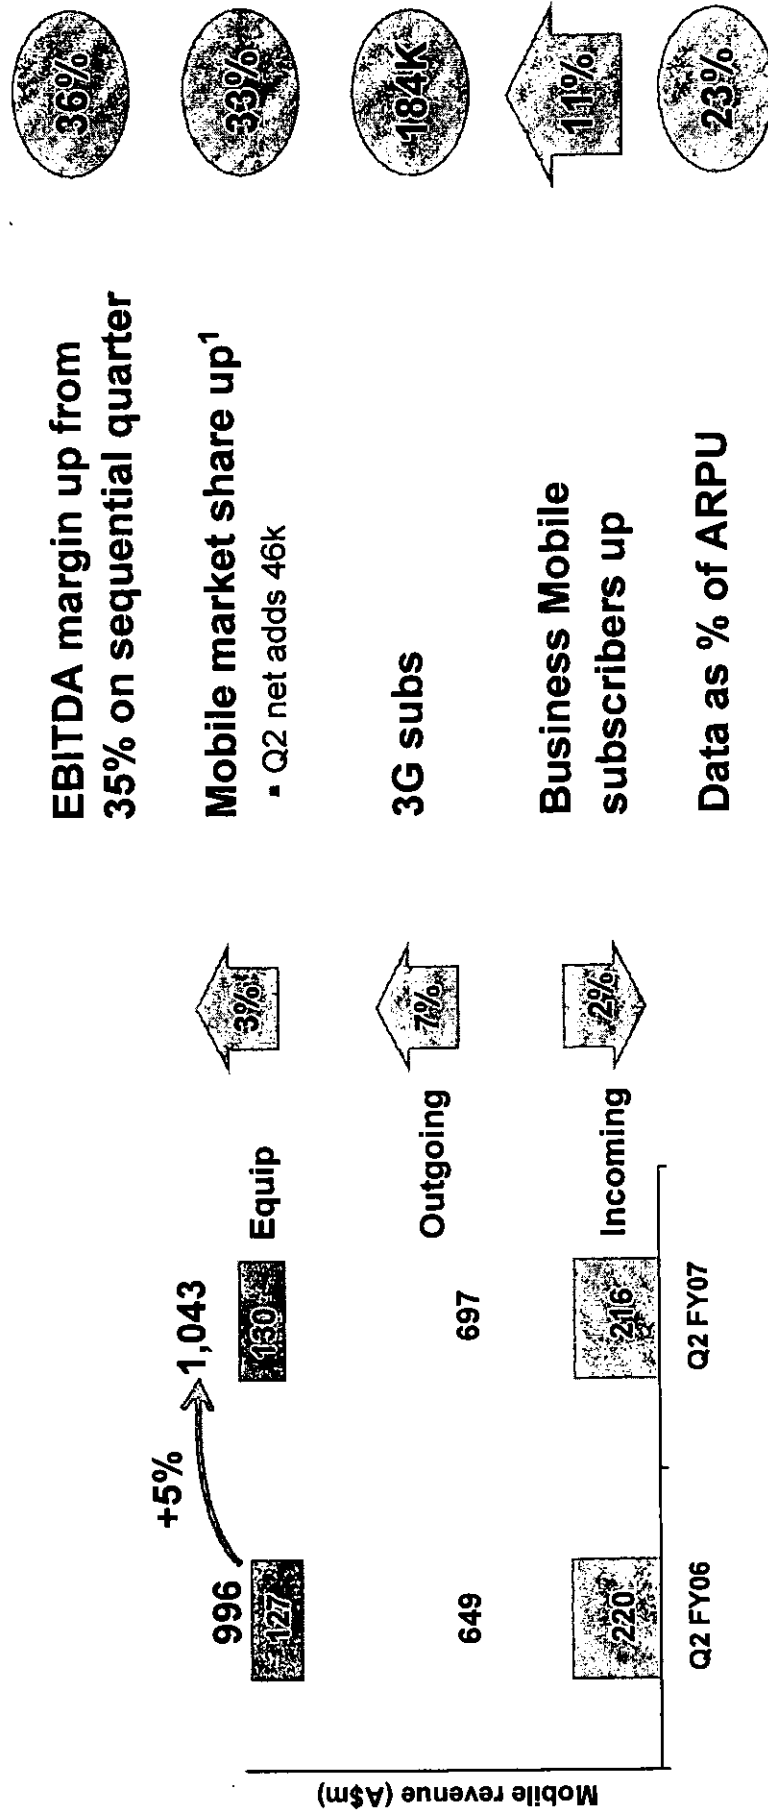 Mobile revenue (A$m)
996
+5%
1,043
127
130
Equip
3%
649
697
Outgoing
7%
220
216
Incoming
2%
Q2 FY06
Q2 FY07
EBITDA margin up from
35% on sequential quarter
36%
Mobile market share up¹
▪ Q2 net adds 46k
33%
3G subs
184K
Business Mobile
subscribers up
11%
Data as % of ARPU
23%